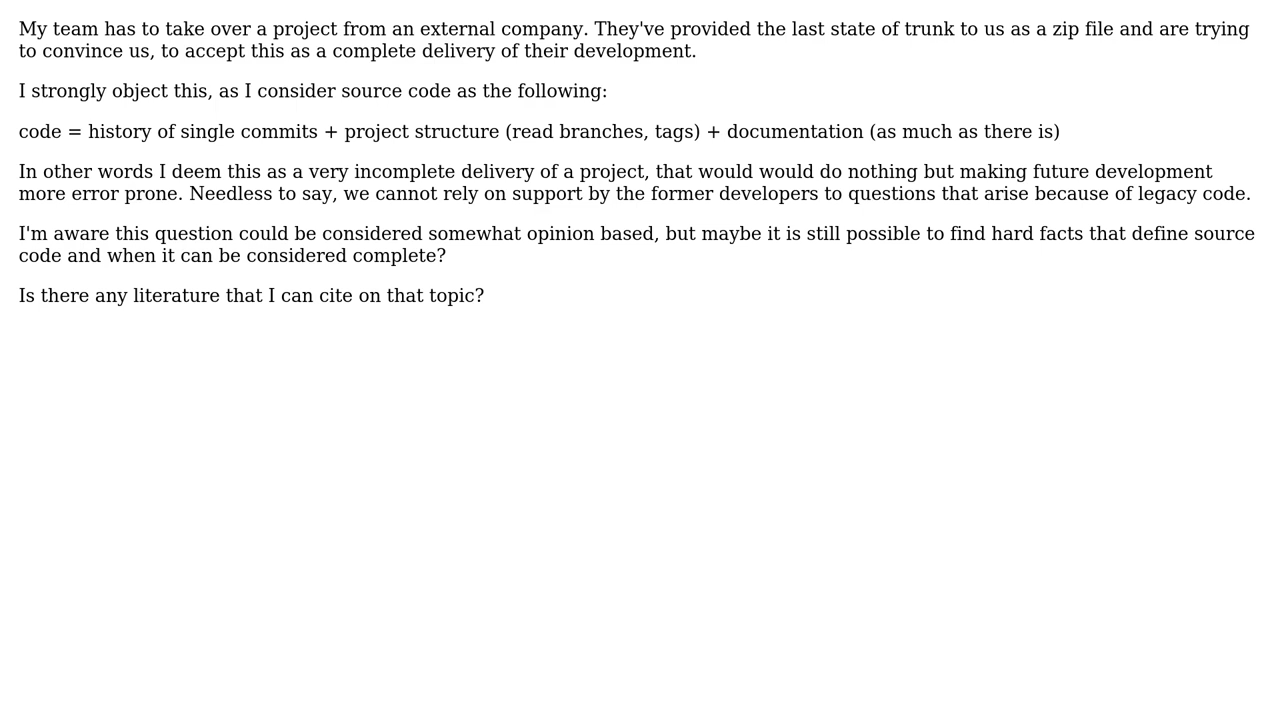 My team has to take over a project from an external company. They've provided the last state of trunk to us as a zip file and are trying
to convince us, to accept this as a complete delivery of their development.
I strongly object this, as I consider source code as the following:
code = history of single commits + project structure (read branches, tags) + documentation (as much as there is)
In other words I deem this as a very incomplete delivery of a project, that would would do nothing but making future development
more error prone. Needless to say, we cannot rely on support by the former developers to questions that arise because of legacy code.
I'm aware this question could be considered somewhat opinion based, but maybe it is still possible to find hard facts that define source
code and when it can be considered complete?
Is there any literature that I can cite on that topic?